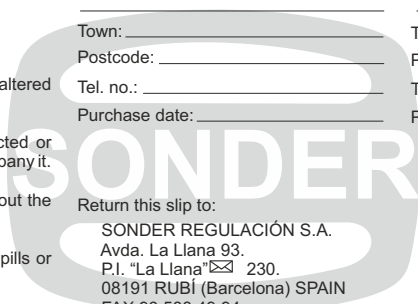 Town:
Postcode:
altered
Tel. no.:
Purchase date:
cted or
pany it.
SONDER
out the
Return this slip to:
SONDER REGULACIÓN S.A.
Avda. La Llana 93.
pills or
P.I. "La Llana"✉ 230.
08191 RUBÍ (Barcelona) SPAIN